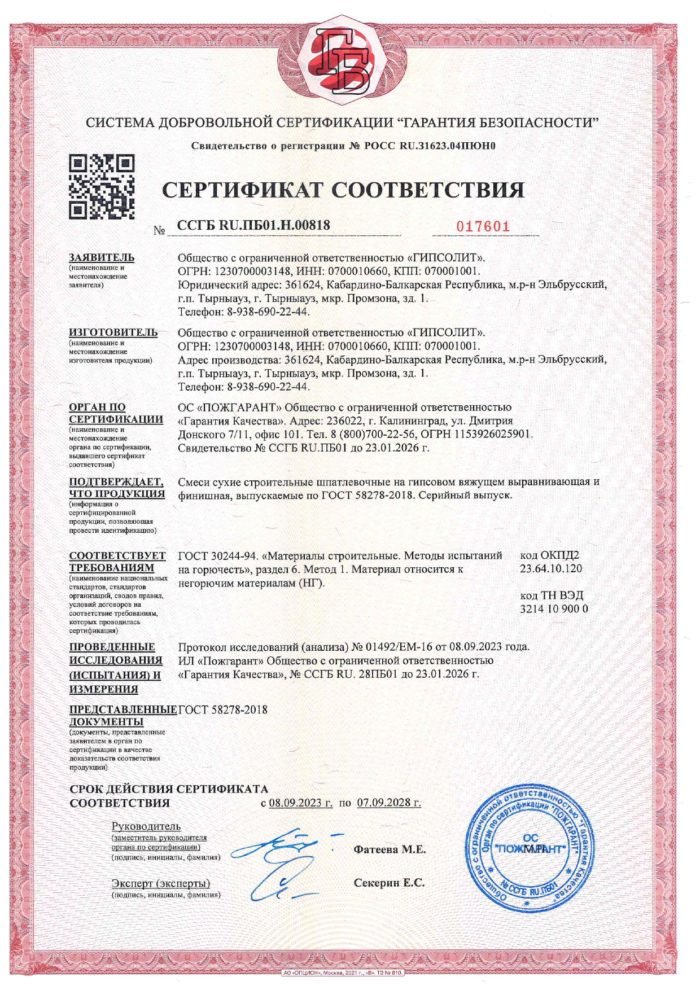 ГБ
СИСТЕМА ДОБРОВОЛЬНОЙ СЕРТИФИКАЦИИ “ГАРАНТИЯ БЕЗОПАСНОСТИ”
Свидетельство о регистрации № РОСС RU.31623.04ПЮН0
СЕРТИФИКАТ СООТВЕТСТВИЯ
№ ССГБ RU.ПБ01.Н.00818 017601
ЗАЯВИТЕЛЬ
(наименование и
местонахождение
заявителя)
Общество с ограниченной ответственностью «ГИПСОЛИТ».
ОГРН: 1230700003148, ИНН: 0700010660, КПП: 070001001.
Юридический адрес: 361624, Кабардино-Балкарская Республика, м.р-н Эльбрусский,
г.п. Тырныауз, г. Тырныауз, мкр. Промзона, зд. 1.
Телефон: 8-938-690-22-44.
ИЗГОТОВИТЕЛЬ
(наименование и
местонахождение
изготовителя продукции)
Общество с ограниченной ответственностью «ГИПСОЛИТ».
ОГРН: 1230700003148, ИНН: 0700010660, КПП: 070001001.
Адрес производства: 361624, Кабардино-Балкарская Республика, м.р-н Эльбрусский,
г.п. Тырныауз, г. Тырныауз, мкр. Промзона, зд. 1.
Телефон: 8-938-690-22-44.
ОРГАН ПО
СЕРТИФИКАЦИИ
(наименование и
местонахождение
органа по сертификации,
выдавшего сертификат
соответствия)
ОС «ПОЖГАРАНТ» Общество с ограниченной ответственностью
«Гарантия Качества». Адрес: 236022, г. Калининград, ул. Дмитрия
Донского 7/11, офис 101. Тел. 8 (800)700-22-56, ОГРН 1153926025901.
Свидетельство № ССГБ RU.ПБ01 до 23.01.2026 г.
ПОДТВЕРЖДАЕТ,
ЧТО ПРОДУКЦИЯ
(информация о
сертифицированной
продукции, позволяющая
провести идентификацию)
Смеси сухие строительные шпатлевочные на гипсовом вяжущем выравнивающая и
финишная, выпускаемые по ГОСТ 58278-2018. Серийный выпуск.
СООТВЕТСТВУЕТ
ТРЕБОВАНИЯМ
(наименование национальных
стандартов, стандартов
организаций, сводов правил,
условий договоров на
соответствие требованиям,
которых проводилась
сертификация)
ГОСТ 30244-94. «Материалы строительные. Методы испытаний
на горючесть», раздел 6. Метод 1. Материал относится к
негорючим материалам (НГ).
код ОКПД2
23.64.10.120
код ТН ВЭД
3214 10 900 0
ПРОВЕДЕННЫЕ
ИССЛЕДОВАНИЯ
(ИСПЫТАНИЯ) И
ИЗМЕРЕНИЯ
Протокол исследований (анализа) № 01492/ЕМ-16 от 08.09.2023 года.
ИЛ «Пожгарант» Общество с ограниченной ответственностью
«Гарантия Качества», № ССГБ RU. 28ПБ01 до 23.01.2026 г.
ПРЕДСТАВЛЕННЫЕ
ДОКУМЕНТЫ
(документы, представленные
заявителем в орган по
сертификации в качестве
доказательств соответствия
продукции)
ГОСТ 58278-2018
СРОК ДЕЙСТВИЯ СЕРТИФИКАТА
СООТВЕТСТВИЯ
с 08.09.2023 г. по 07.09.2028 г.
Руководитель
(заместитель руководителя
органа по сертификации)
(подпись, инициалы, фамилия)
Фатеева М.Е.
Эксперт (эксперты)
(подпись, инициалы, фамилия)
Секерин Е.С.
Общество с ограниченной ответственностью "Гарантия Качества"
Орган по сертификации "ПОЖГАРАНТ"
ОС
"ПОЖГАРАНТ"
М.П.
№ ССГБ RU.ПБ01
АО «ОПЦИОН», Москва, 2021 г., «В». ТЗ № 810.